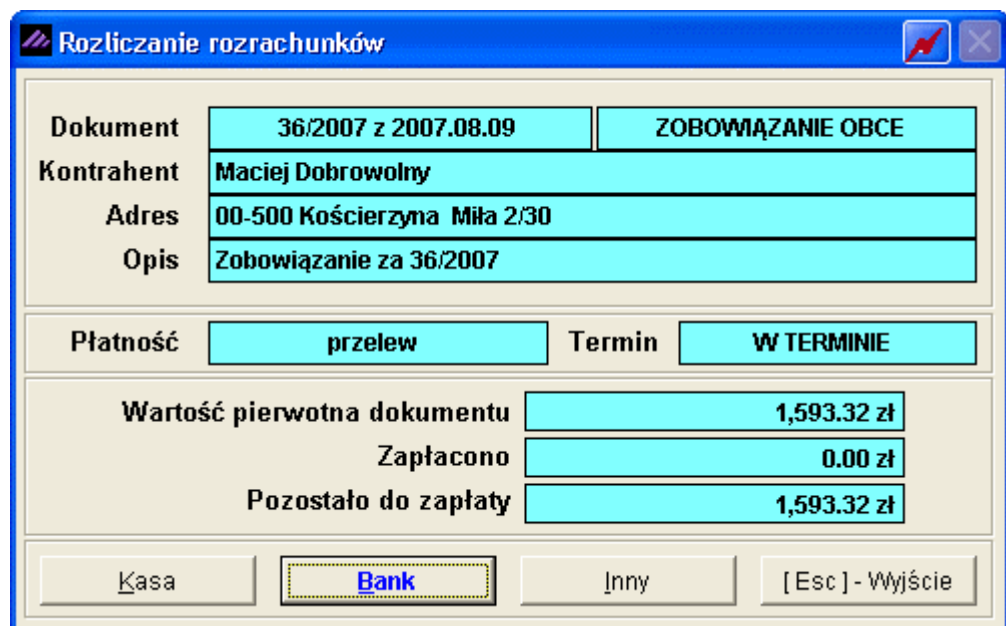 Rozliczanie rozrachunków
Dokument 36/2007 z 2007.08.09 ZOBOWIĄZANIE OBCE
Kontrahent Maciej Dobrowolny
Adres 00-500 Kościerzyna Miła 2/30
Opis Zobowiązanie za 36/2007
Płatność przelew Termin W TERMINIE
Wartość pierwotna dokumentu 1,593.32 zł
Zapłacono 0.00 zł
Pozostało do zapłaty 1,593.32 zł
Kasa Bank Inny [ Esc ] - Wyjście